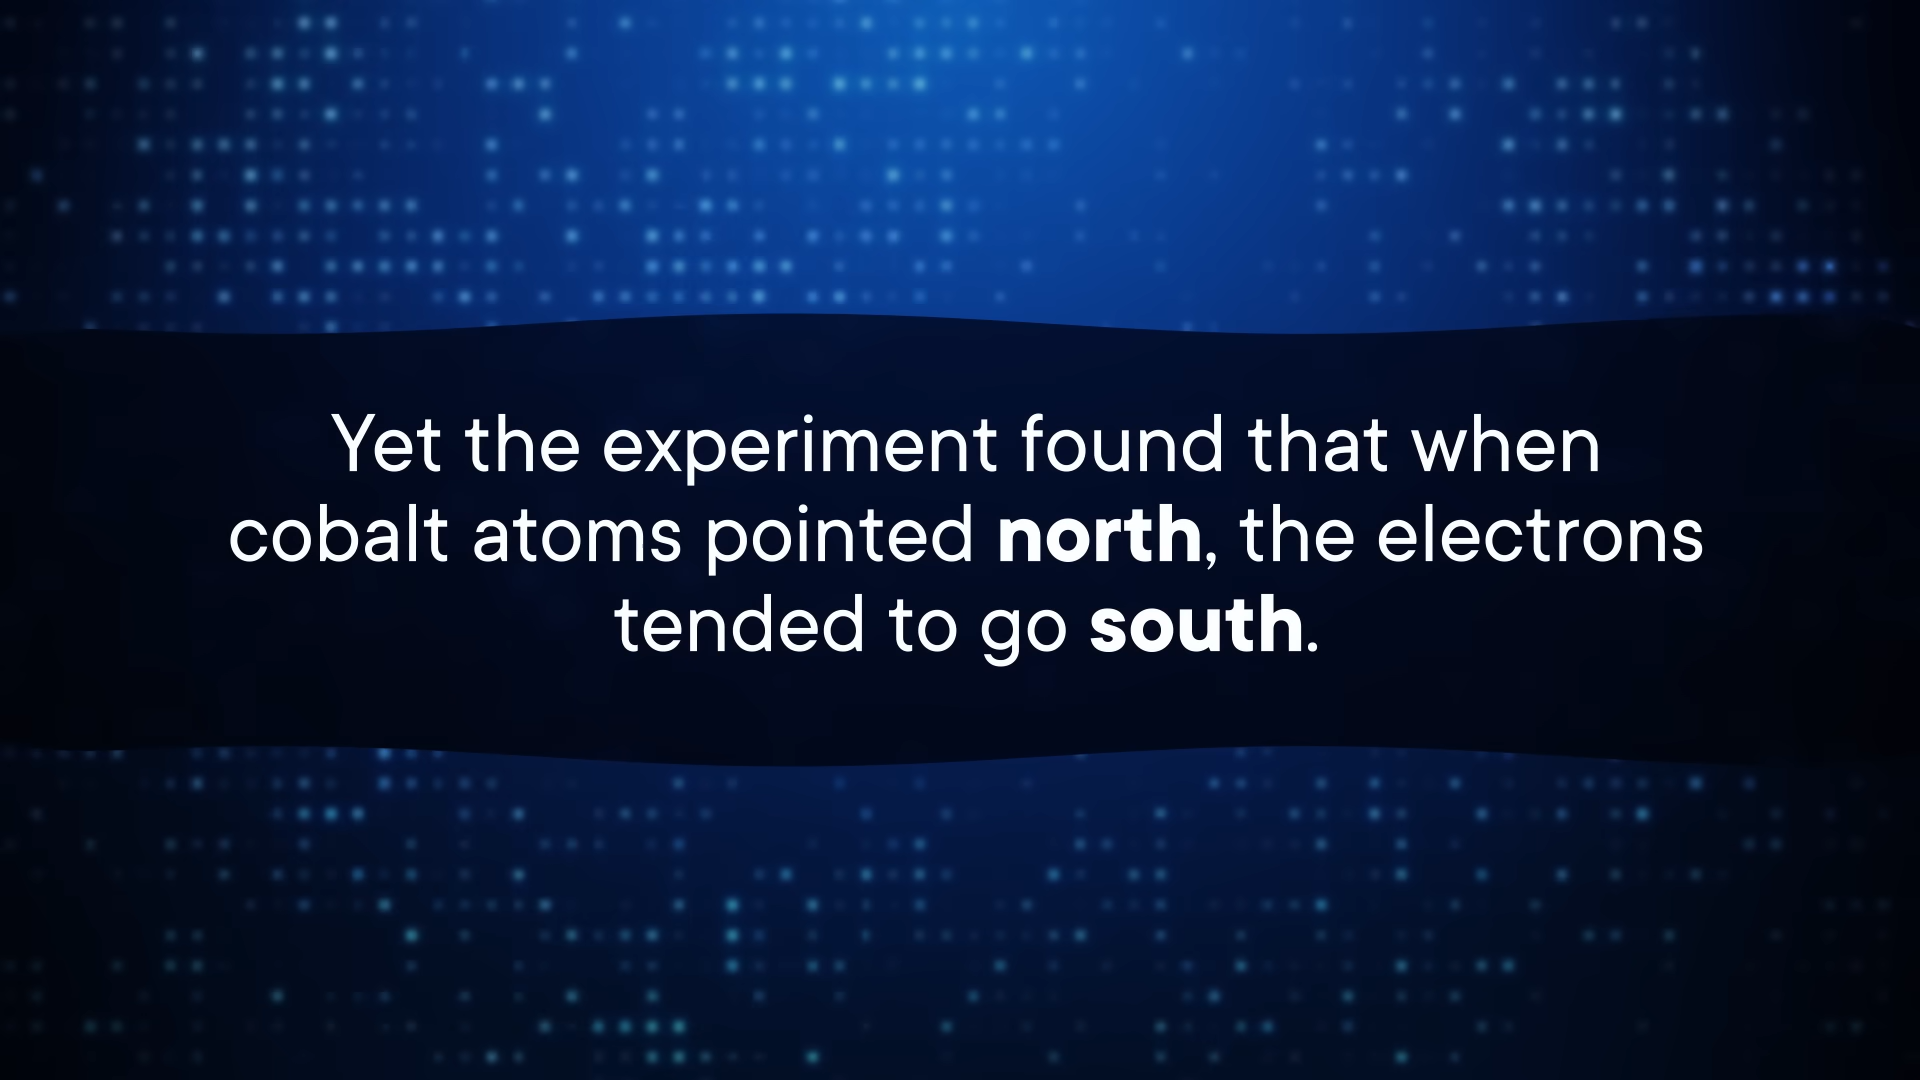 Yet the experiment found that when
cobalt atoms pointed north, the electrons
tended to go south.